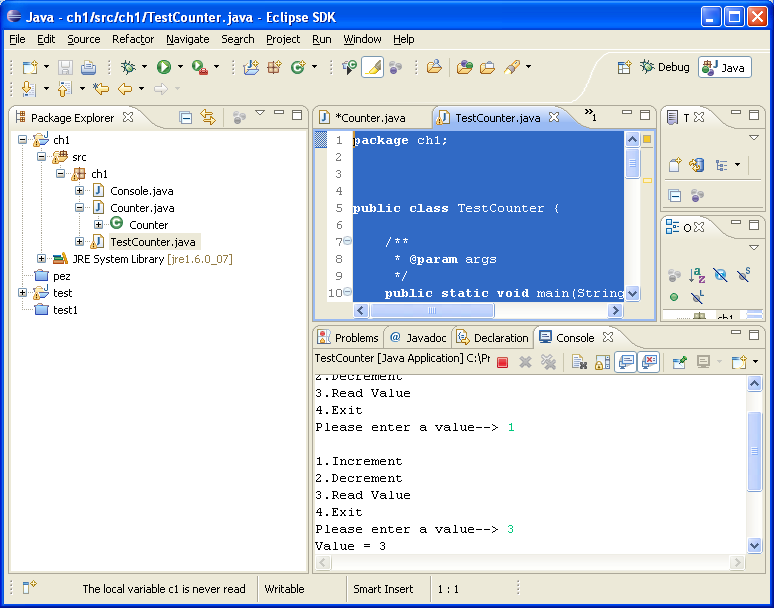 Java - ch1/src/ch1/TestCounter.java - Eclipse SDK
File Edit Source Refactor Navigate Search Project Run Window Help
Debug Java
Package Explorer
*Counter.java TestCounter.java »1 T
ch1
src
ch1
Console.java
Counter.java
Counter
TestCounter.java
JRE System Library [jre1.6.0_07]
pez
test
test1
1 package ch1;
2
3
4
5 public class TestCounter {
6
7 /**
8 * @param args
9 */
10 public static void main(String
O
ch1
Problems @ Javadoc Declaration Console
TestCounter [Java Application] C:\Pr
2.Decrement
3.Read Value
4.Exit
Please enter a value--> 1
1.Increment
2.Decrement
3.Read Value
4.Exit
Please enter a value--> 3
Value = 3
The local variable c1 is never read Writable Smart Insert 1 : 1